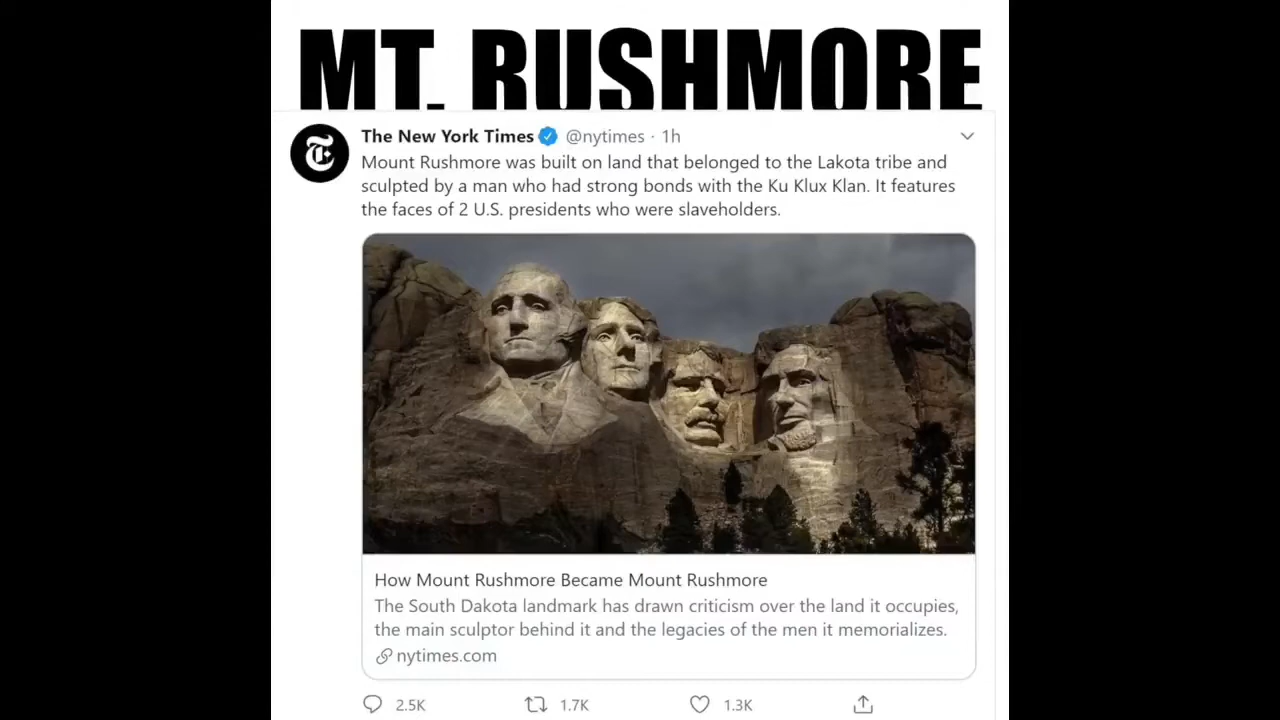 MT. RUSHMORE
The New York Times @nytimes · 1h
Mount Rushmore was built on land that belonged to the Lakota tribe and
sculpted by a man who had strong bonds with the Ku Klux Klan. It features
the faces of 2 U.S. presidents who were slaveholders.
How Mount Rushmore Became Mount Rushmore
The South Dakota landmark has drawn criticism over the land it occupies,
the main sculptor behind it and the legacies of the men it memorializes.
nytimes.com
2.5K 1.7K 1.3K